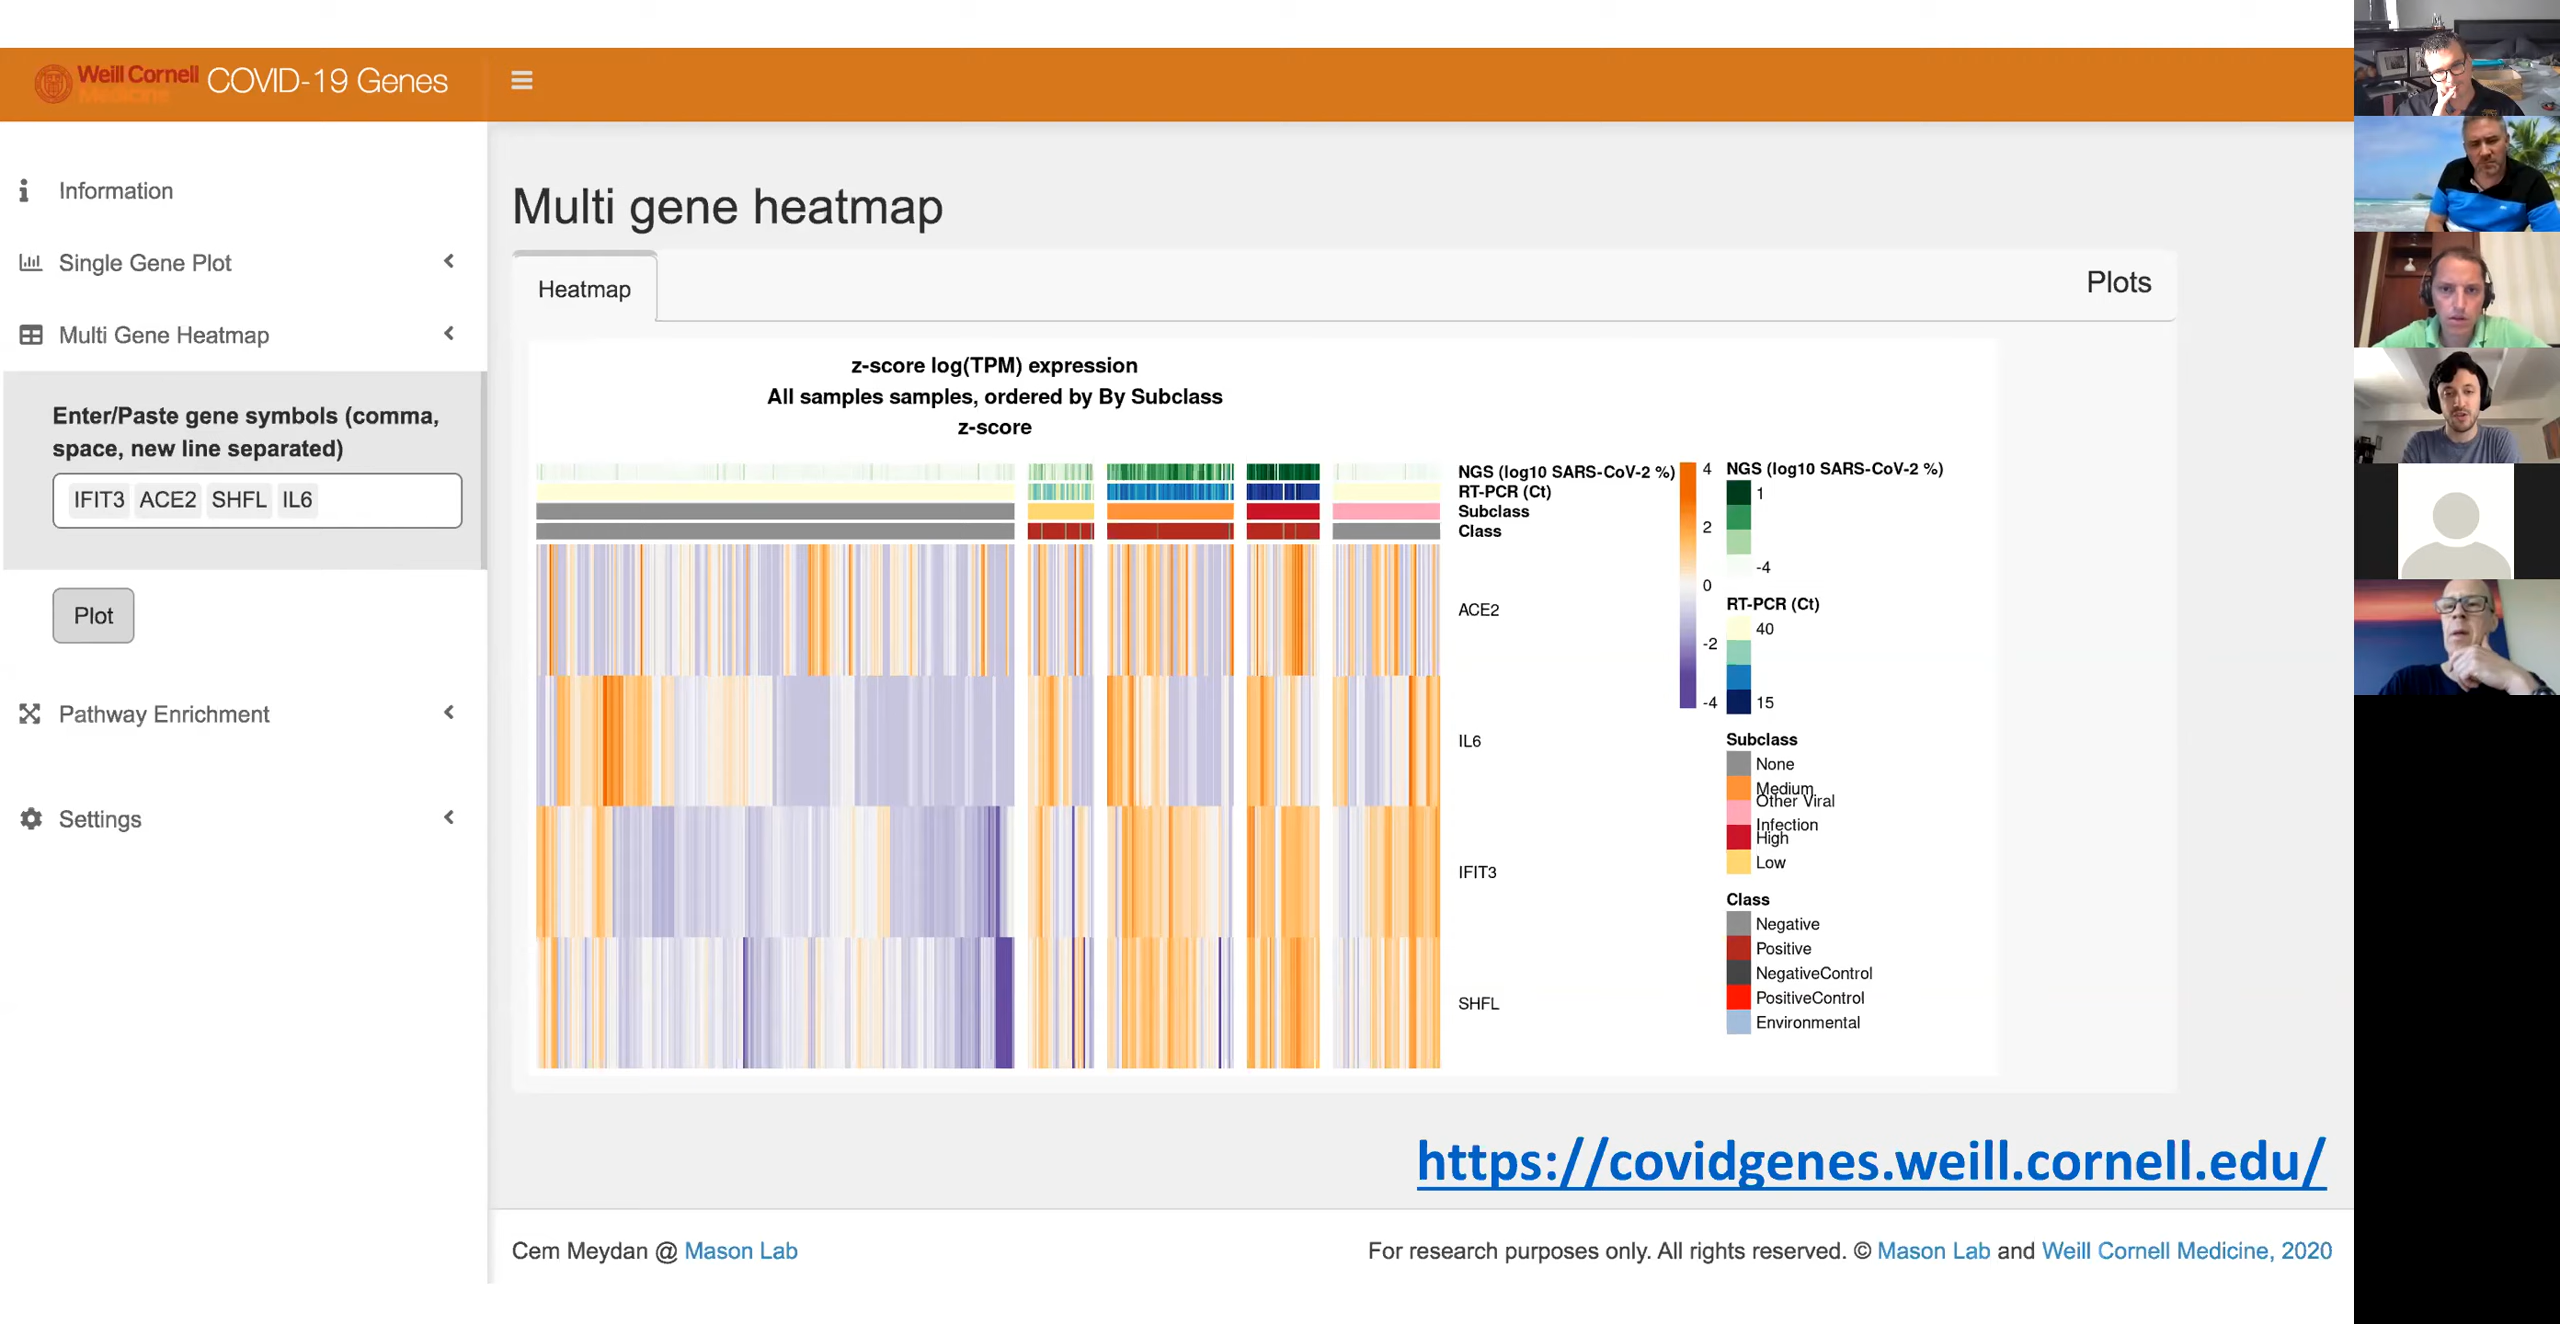 Weill Cornell
Medicine
COVID-19 Genes
Information
Single Gene Plot
Multi Gene Heatmap
Enter/Paste gene symbols (comma,
space, new line separated)
IFIT3 ACE2 SHFL IL6
Plot
Pathway Enrichment
Settings
Multi gene heatmap
Heatmap
Plots
z-score log(TPM) expression
All samples samples, ordered by By Subclass
z-score
NGS (log10 SARS-CoV-2 %)
RT-PCR (Ct)
Subclass
Class
ACE2
IL6
IFIT3
SHFL
4
2
0
-2
-4
NGS (log10 SARS-CoV-2 %)
1
-4
RT-PCR (Ct)
40
15
Subclass
None
Medium
Other Viral
Infection
High
Low
Class
Negative
Positive
NegativeControl
PositiveControl
Environmental
https://covidgenes.weill.cornell.edu/
Cem Meydan @ Mason Lab
For research purposes only. All rights reserved. © Mason Lab and Weill Cornell Medicine, 2020